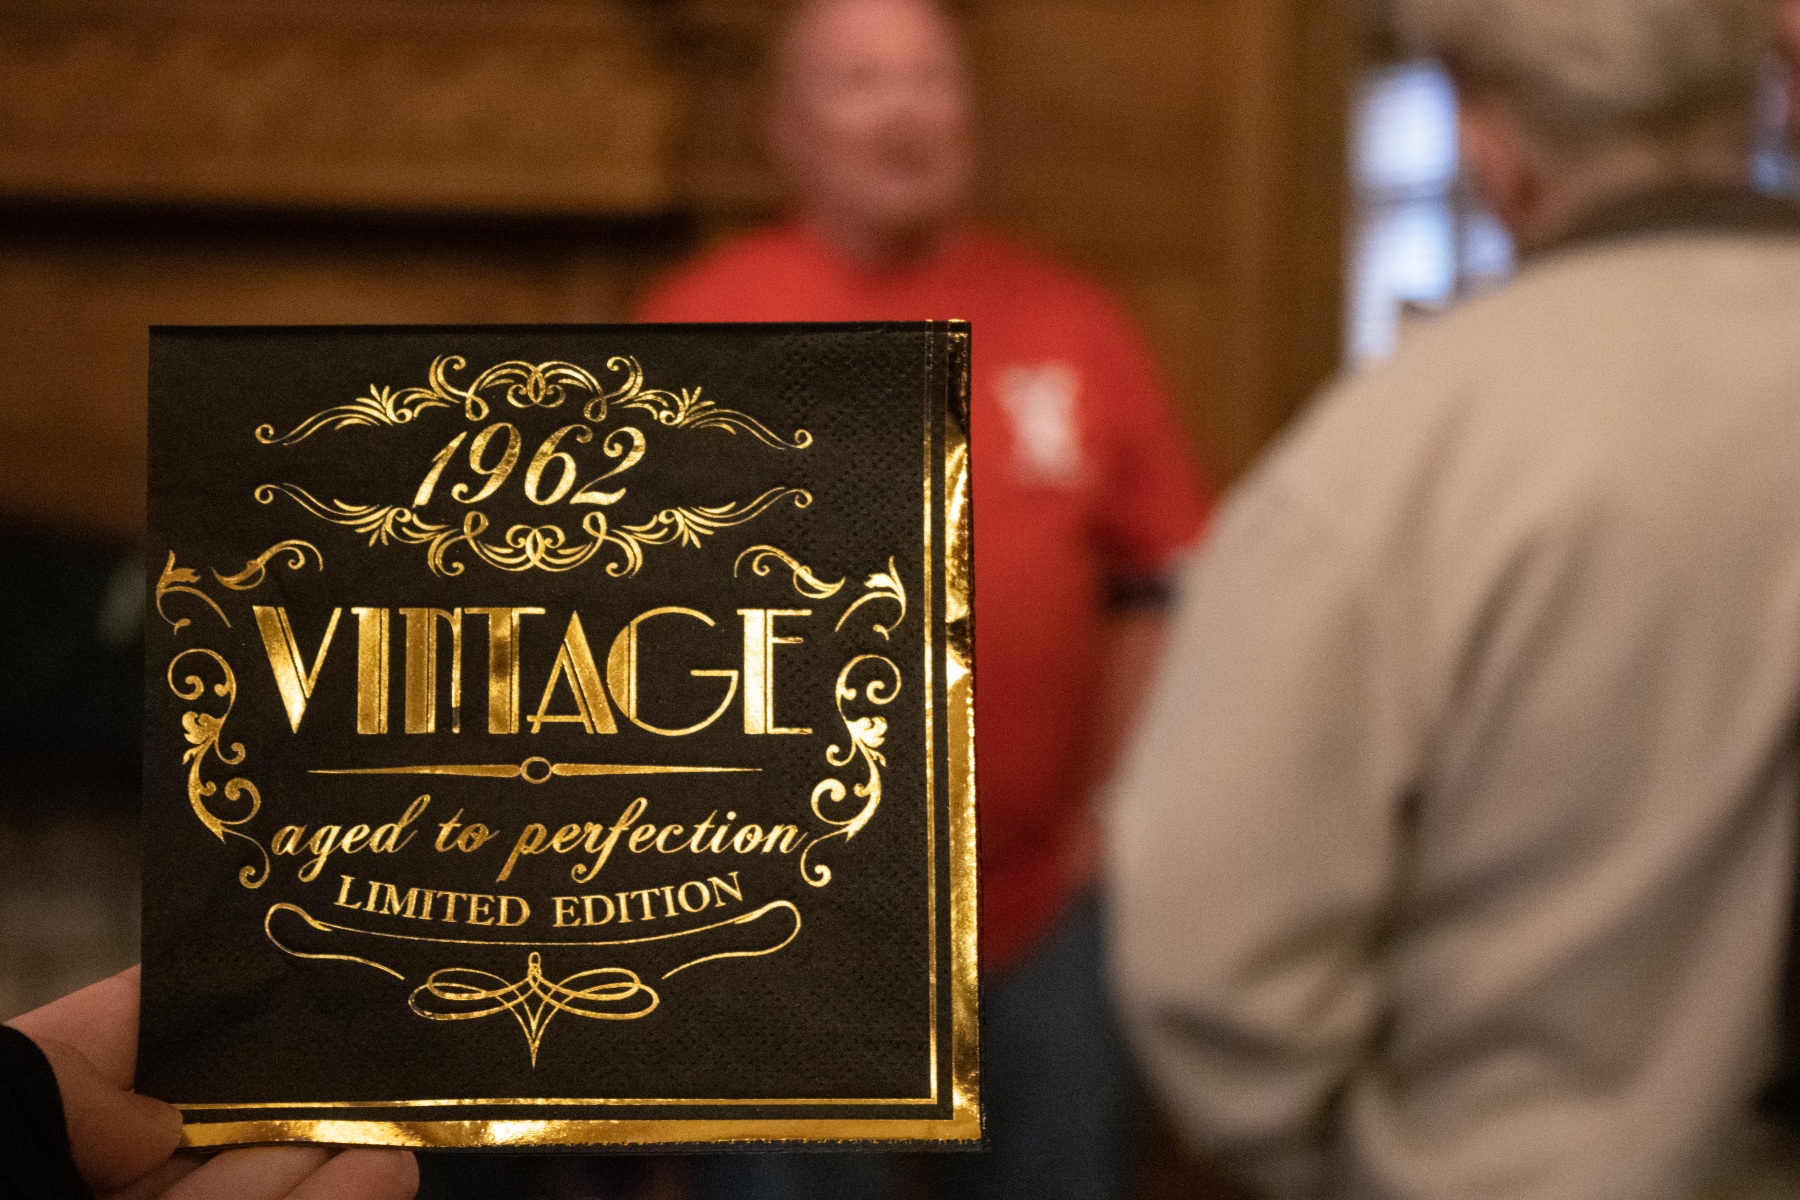 1962
VINTAGE
aged to perfection
LIMITED EDITION